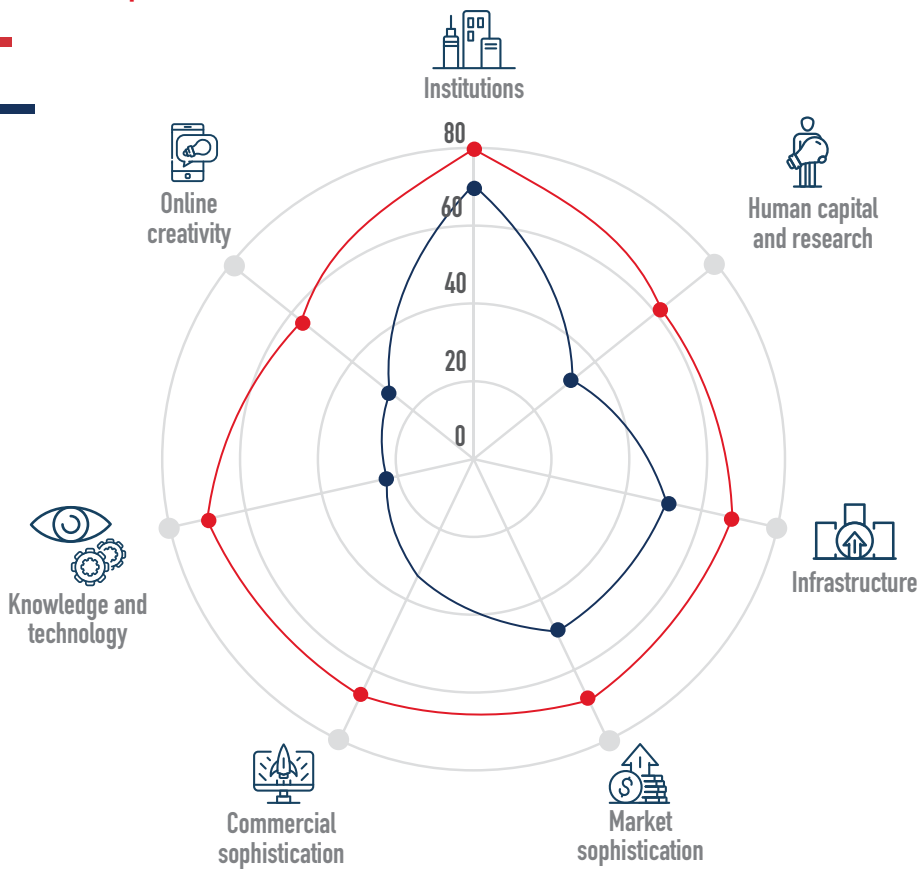 Institutions
80
60
40
20
0
Online
creativity
Human capital
and research
Knowledge and
technology
Infrastructure
Commercial
sophistication
Market
sophistication
$